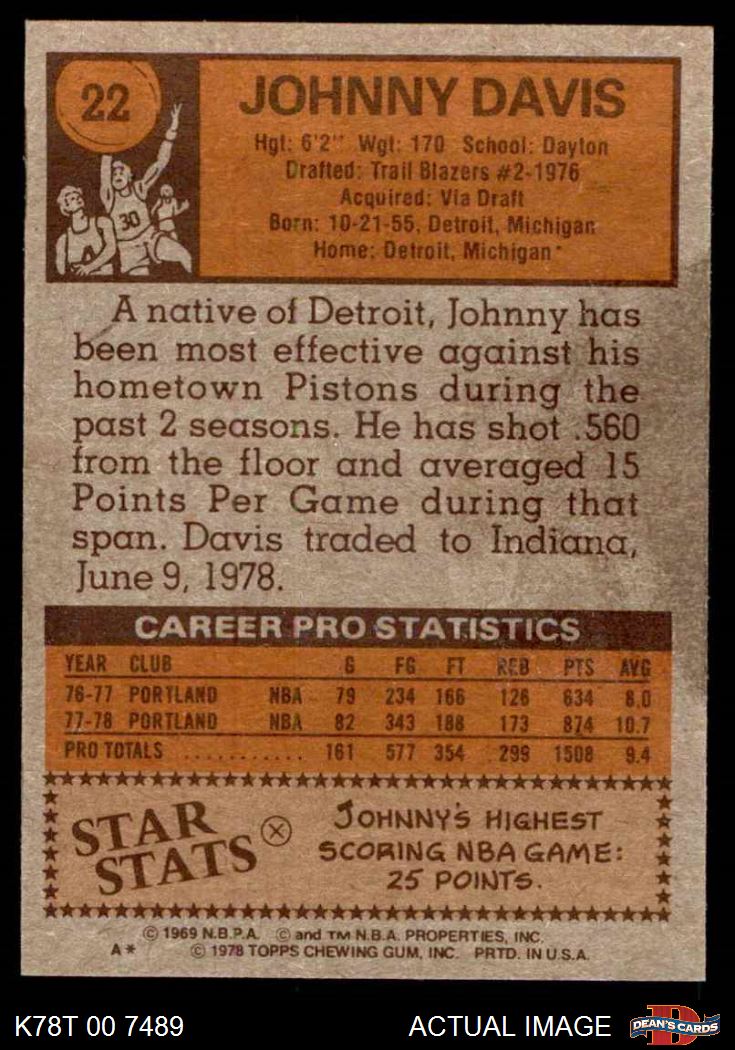 22
30
JOHNNY DAVIS
Hgt: 6'2" Wgt: 170 School: Dayton
Drafted: Trail Blazers #2-1976
Acquired: Via Draft
Born: 10-21-55, Detroit, Michigan
Home: Detroit, Michigan
A native of Detroit, Johnny has
been most effective against his
hometown Pistons during the
past 2 seasons. He has shot .560
from the floor and averaged 15
Points Per Game during that
span. Davis traded to Indiana,
June 9, 1978.
CAREER PRO STATISTICS
YEAR CLUB G FG FT REB PTS AVG
76-77 PORTLAND NBA 79 234 166 126 634 8.0
77-78 PORTLAND NBA 82 343 188 173 874 10.7
PRO TOTALS ........... 161 577 354 299 1508 9.4
STAR STATS
JOHNNY'S HIGHEST
SCORING NBA GAME:
25 POINTS.
© 1969 N.B.P.A. © and TM N.B.A. PROPERTIES, INC.
A* © 1978 TOPPS CHEWING GUM, INC. PRTD. IN U.S.A.
K78T 00 7489 ACTUAL IMAGE DEAN'S CARDS